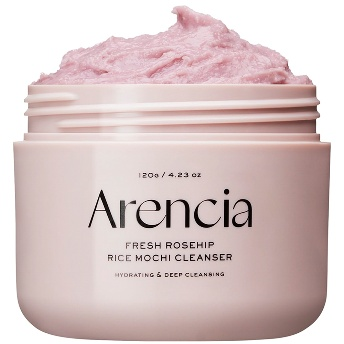 120g / 4.23 oz
Arencia
FRESH ROSEHIP
RICE MOCHI CLEANSER
HYDRATING & DEEP CLEANSING